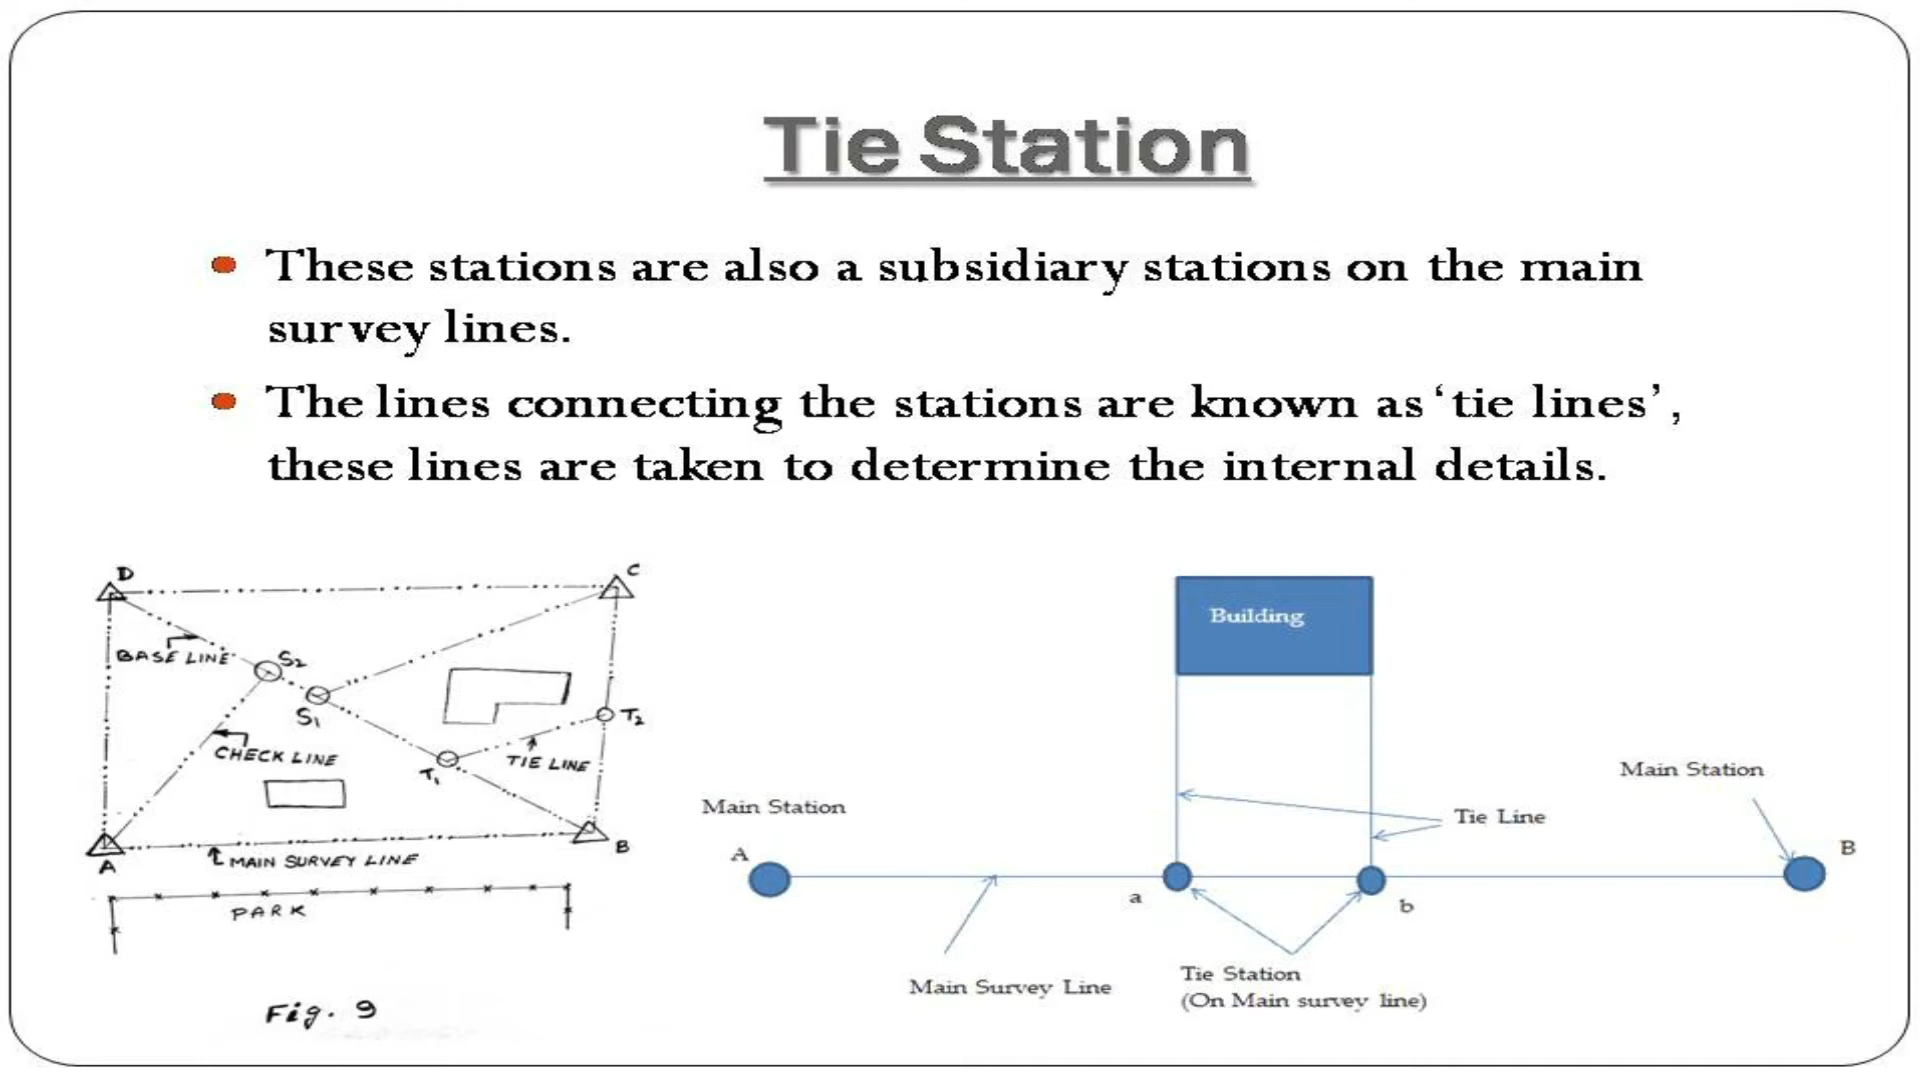 Tie Station
These stations are also a subsidiary stations on the main
survey lines.
The lines connecting the stations are known as ‘tie lines’,
these lines are taken to determine the internal details.
D
C
BASE LINE
S2
S1
T2
CHECK LINE
T1
TIE LINE
A
MAIN SURVEY LINE
B
PARK
Fig. 9
Building
Main Station
Main Station
Tie Line
A
B
a
b
Main Survey Line
Tie Station
(On Main survey line)